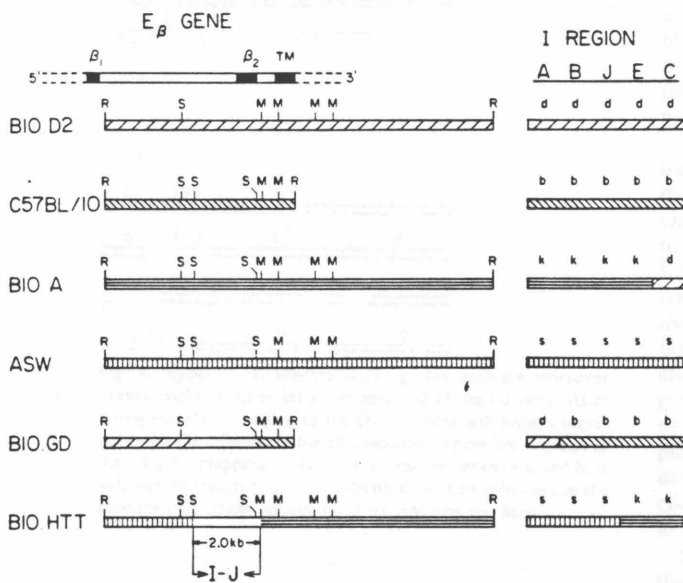 Eβ GENE
I REGION
β1 β2 TM
A B J E C
5' 3'
R S M M M M R
d d d d d
B10 D2
R S S S M M R
b b b b b
C57BL/10
R S S S M M M M R
k k k k d
B10 A
R S S S M M M R
s s s s s
ASW
R S S S M M R
d b b b b
B10.GD
R S S S M M M M R
s s s k k
B10 HTT
2.0kb
I-J